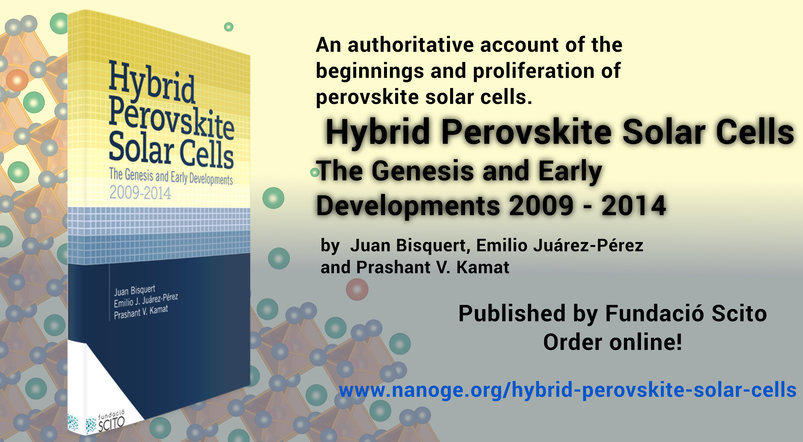 Hybrid
Perovskite
Solar Cells
The Genesis and Early Developments
2009-2014
Juan Bisquert
Emilio J. Juárez-Pérez
Prashant V. Kamat
fundació
SCITO
An authoritative account of the
beginnings and proliferation of
perovskite solar cells.
Hybrid Perovskite Solar Cells
The Genesis and Early
Developments 2009 - 2014
by Juan Bisquert, Emilio Juárez-Pérez
and Prashant V. Kamat
Published by Fundació Scito
Order online!
www.nanoge.org/hybrid-perovskite-solar-cells